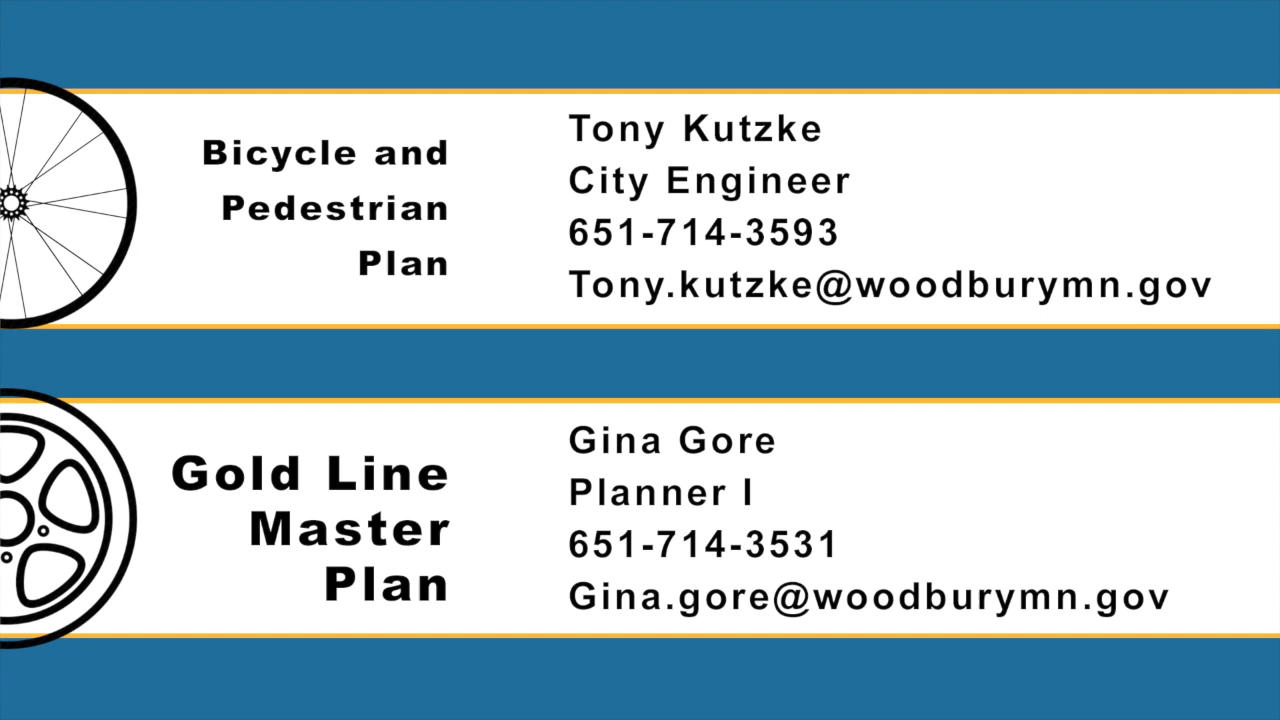 Bicycle and
Pedestrian
Plan
Tony Kutzke
City Engineer
651-714-3593
Tony.kutzke@woodburymn.gov
Gold Line
Master
Plan
Gina Gore
Planner I
651-714-3531
Gina.gore@woodburymn.gov